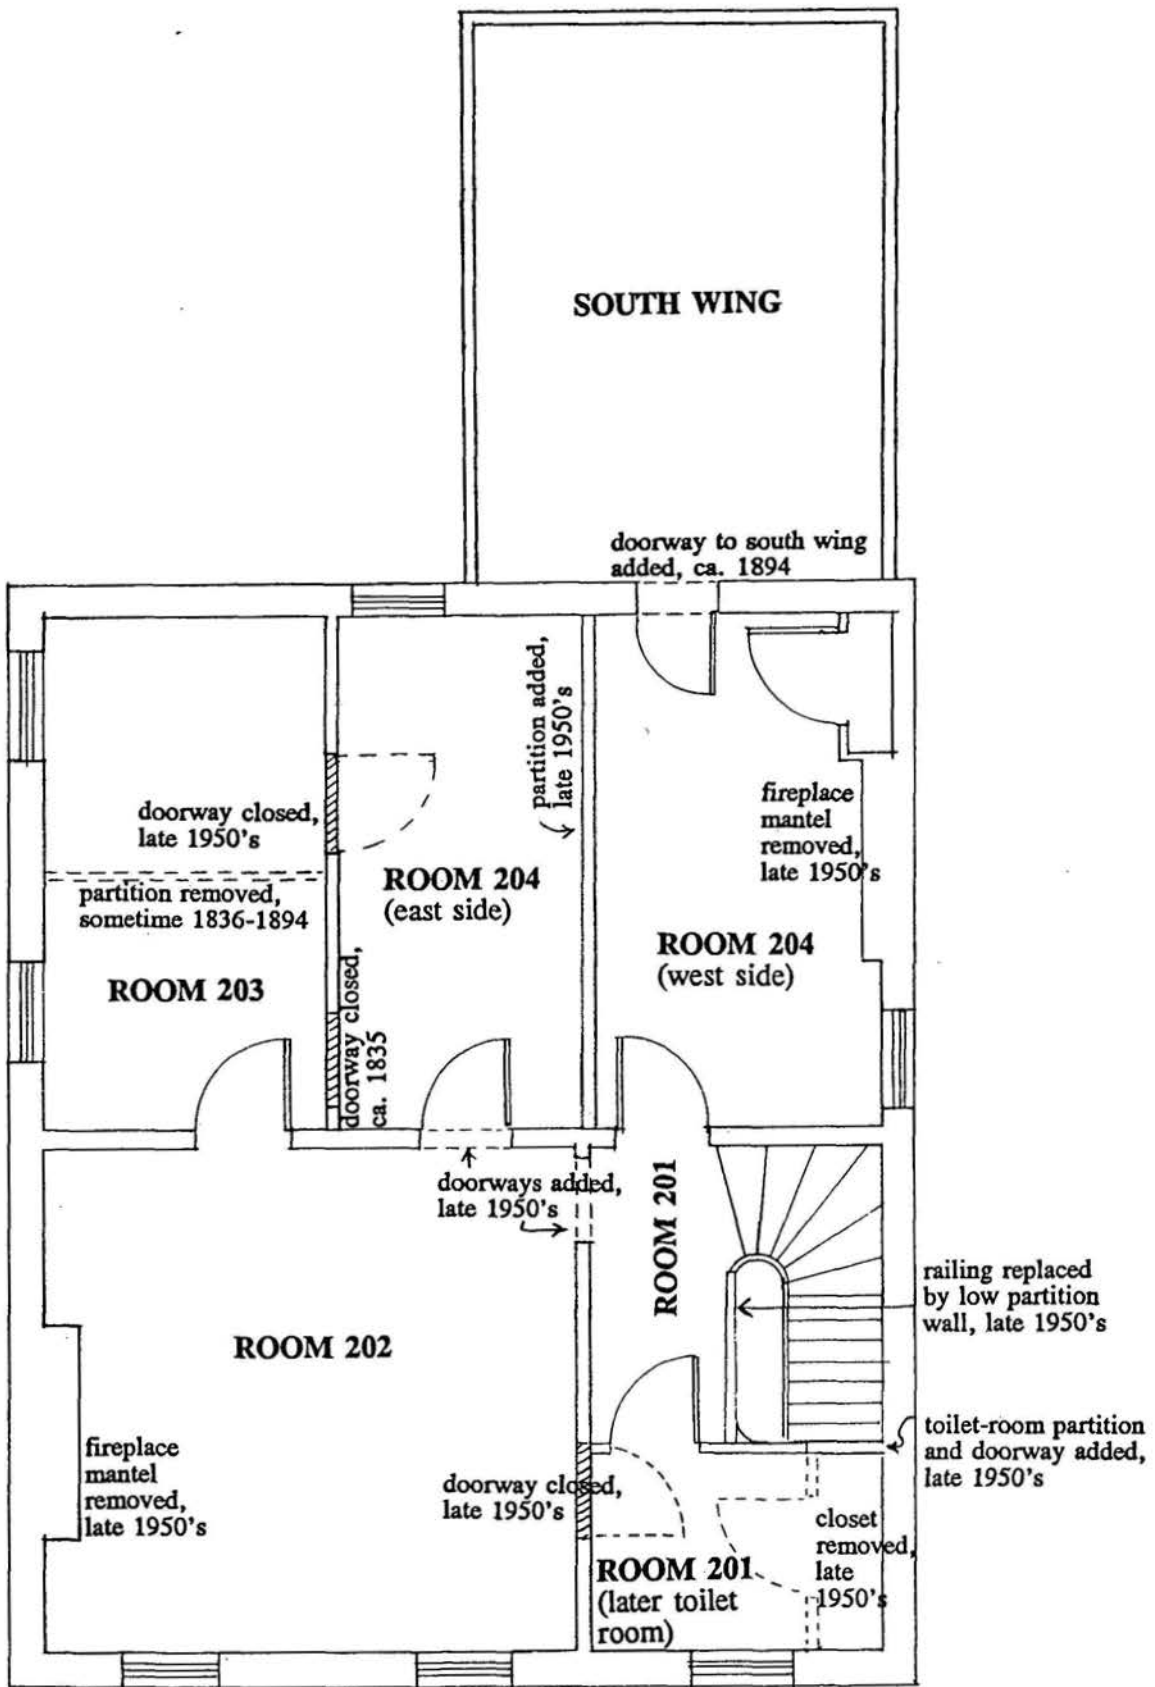 SOUTH WING
doorway to south wing
added, ca. 1894
partition added,
late 1950's
doorway closed,
late 1950's
fireplace
mantel
removed,
late 1950's
ROOM 204
(east side)
partition removed,
sometime 1836-1894
ROOM 204
(west side)
ROOM 203
doorway closed,
ca. 1835
doorways added,
late 1950's
ROOM 201
railing replaced
by low partition
wall, late 1950's
ROOM 202
fireplace
mantel
removed,
late 1950's
doorway closed,
late 1950's
toilet-room partition
and doorway added,
late 1950's
closet
removed,
late
1950's
ROOM 201
(later toilet
room)